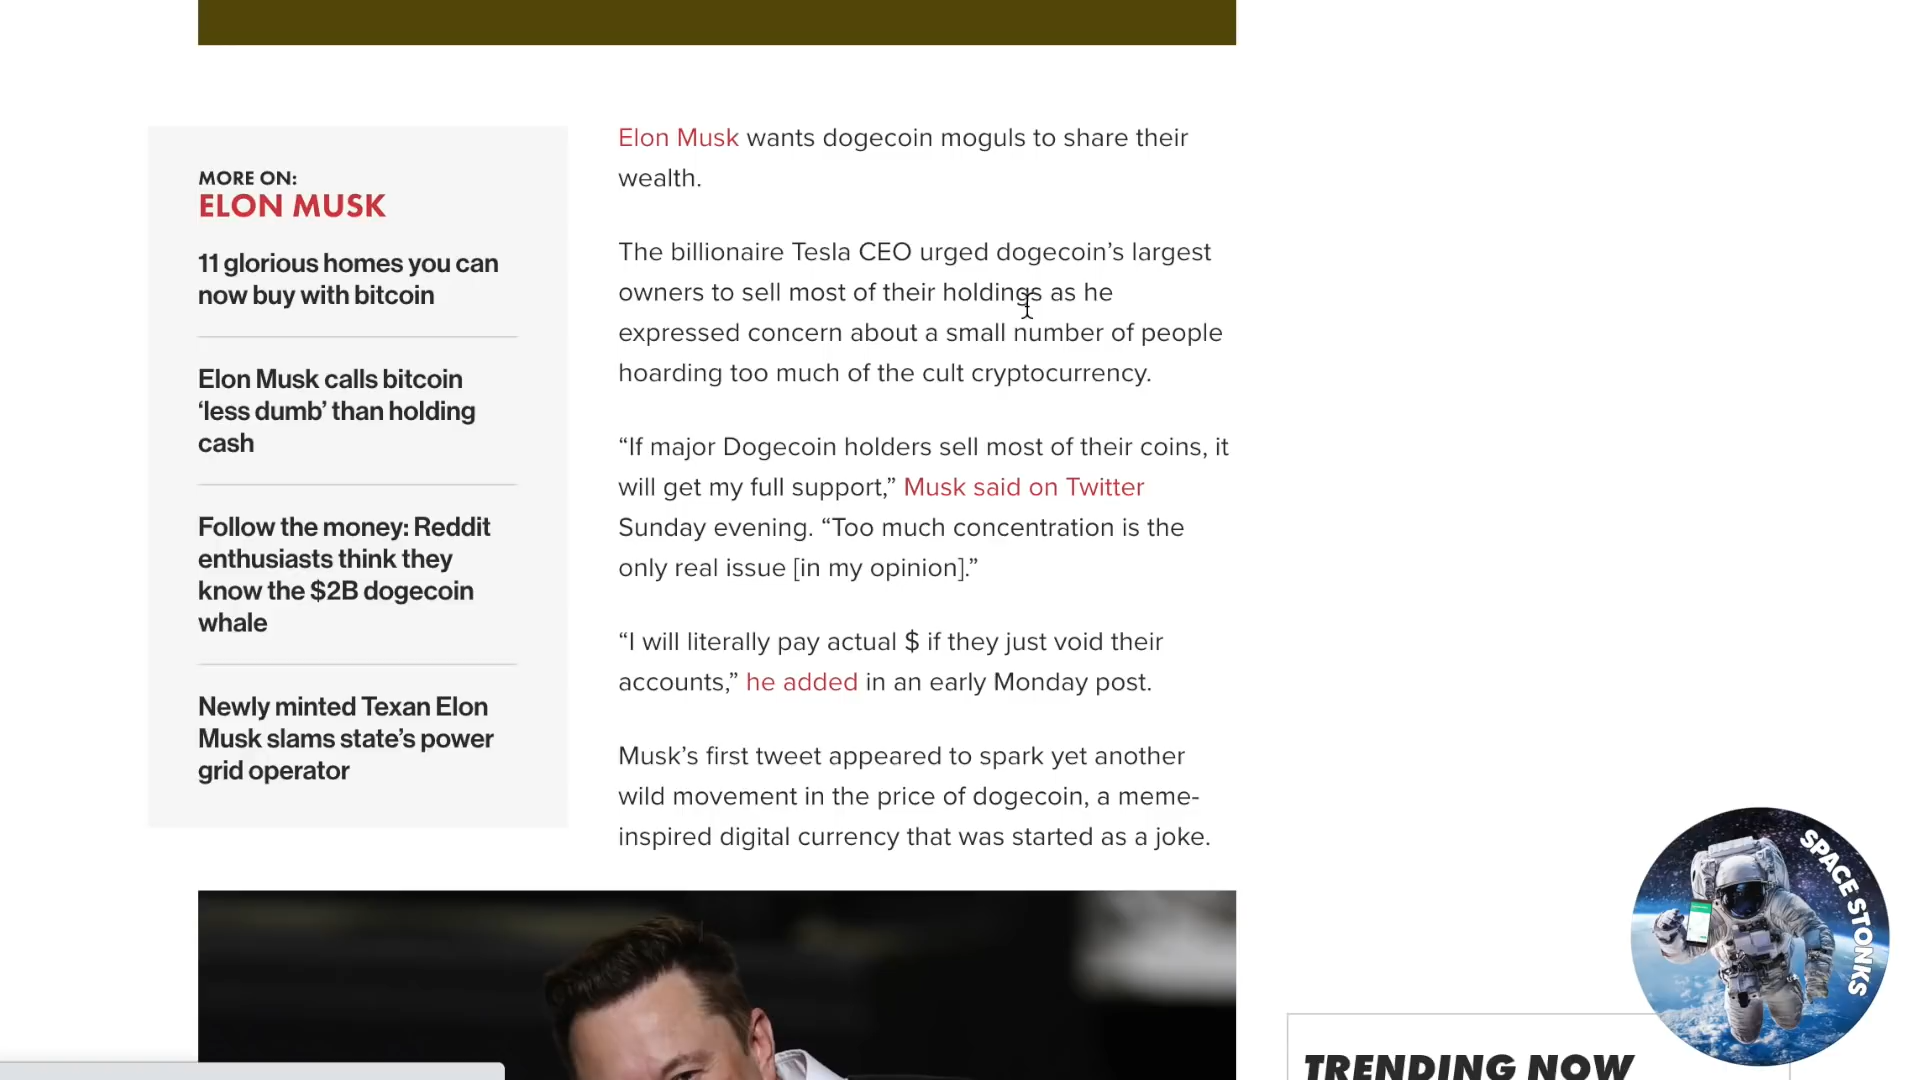 MORE ON:
ELON MUSK
11 glorious homes you can
now buy with bitcoin
Elon Musk calls bitcoin
‘less dumb’ than holding
cash
Follow the money: Reddit
enthusiasts think they
know the $2B dogecoin
whale
Newly minted Texan Elon
Musk slams state’s power
grid operator
Elon Musk wants dogecoin moguls to share their
wealth.
The billionaire Tesla CEO urged dogecoin’s largest
owners to sell most of their holdings as he
expressed concern about a small number of people
hoarding too much of the cult cryptocurrency.
“If major Dogecoin holders sell most of their coins, it
will get my full support,” Musk said on Twitter
Sunday evening. “Too much concentration is the
only real issue [in my opinion].”
“I will literally pay actual $ if they just void their
accounts,” he added in an early Monday post.
Musk’s first tweet appeared to spark yet another
wild movement in the price of dogecoin, a meme-
inspired digital currency that was started as a joke.
SPACE STONKS
TRENDING NOW